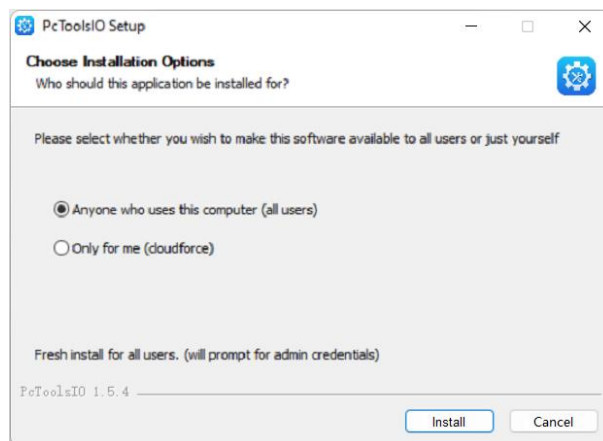 PcToolsIO Setup
Choose Installation Options
Who should this application be installed for?
Please select whether you wish to make this software available to all users or just yourself
Anyone who uses this computer (all users)
Only for me (cloudforce)
Fresh install for all users. (will prompt for admin credentials)
PcToolsIO 1.5.4
Install
Cancel